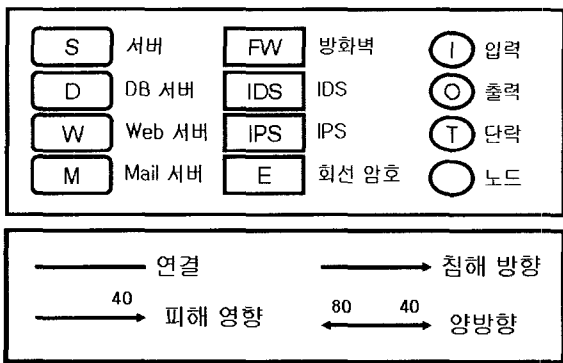 S 서버 FW 방화벽 I 입력
D DB 서버 IDS IDS O 출력
W Web 서버 IPS IPS T 단락
M Mail 서버 E 회선 암호 노드
연결 침해 방향
40 피해 영향 80 40 양방향